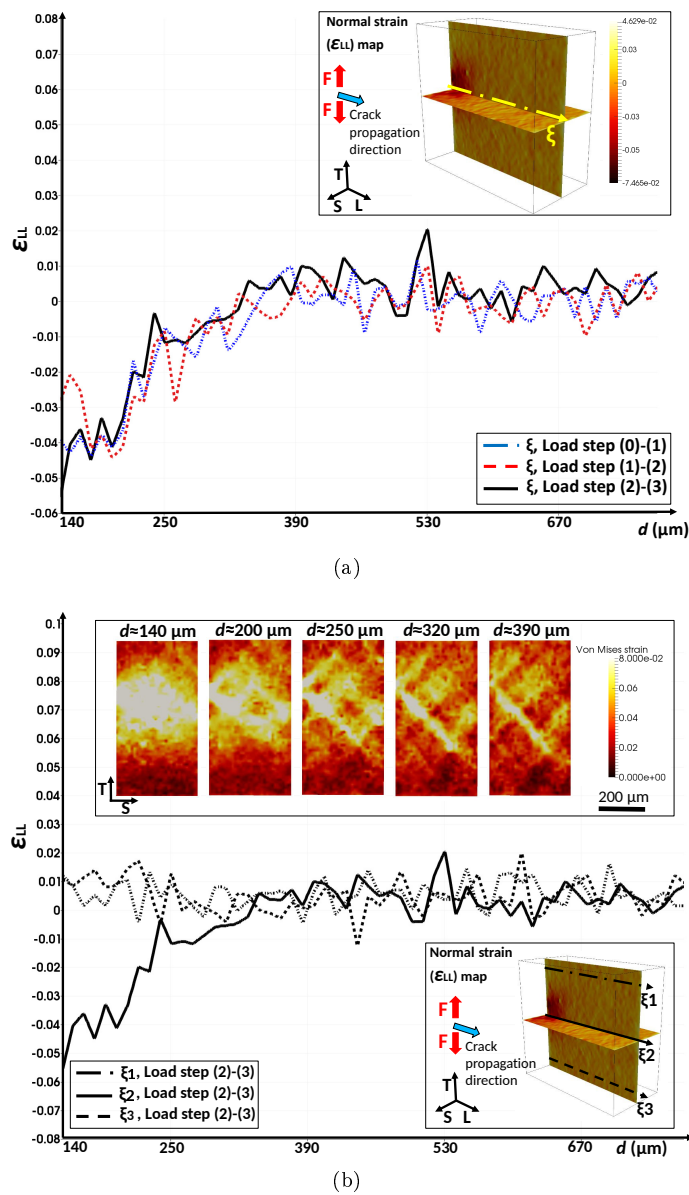 0.08
0.07
0.06
0.05
0.04
0.03
0.02
0.01
0
-0.01
-0.02
-0.03
-0.04
-0.05
-0.06
εLL
Normal strain
(εLL) map
F
F
Crack
propagation
direction
T
S L
ξ
4.629e-02
0.03
0
-0.03
-0.05
-7.465e-02
ξ, Load step (0)-(1)
ξ, Load step (1)-(2)
ξ, Load step (2)-(3)
140 250 390 530 670
d (μm)
(a)
0.1
0.09
0.08
0.07
0.06
0.05
0.04
0.03
0.02
0.01
0
-0.01
-0.02
-0.03
-0.04
-0.05
-0.06
-0.07
-0.08
εLL
d≈140 μm d≈200 μm d≈250 μm d≈320 μm d≈390 μm
Von Mises strain
8.000e-02
0.06
0.04
0.02
0.000e+00
T
S
200 μm
Normal strain
(εLL) map
F
F
Crack
propagation
direction
T
S L
ξ1
ξ2
ξ3
ξ1, Load step (2)-(3)
ξ2, Load step (2)-(3)
ξ3, Load step (2)-(3)
140 250 390 530 670
d (μm)
(b)